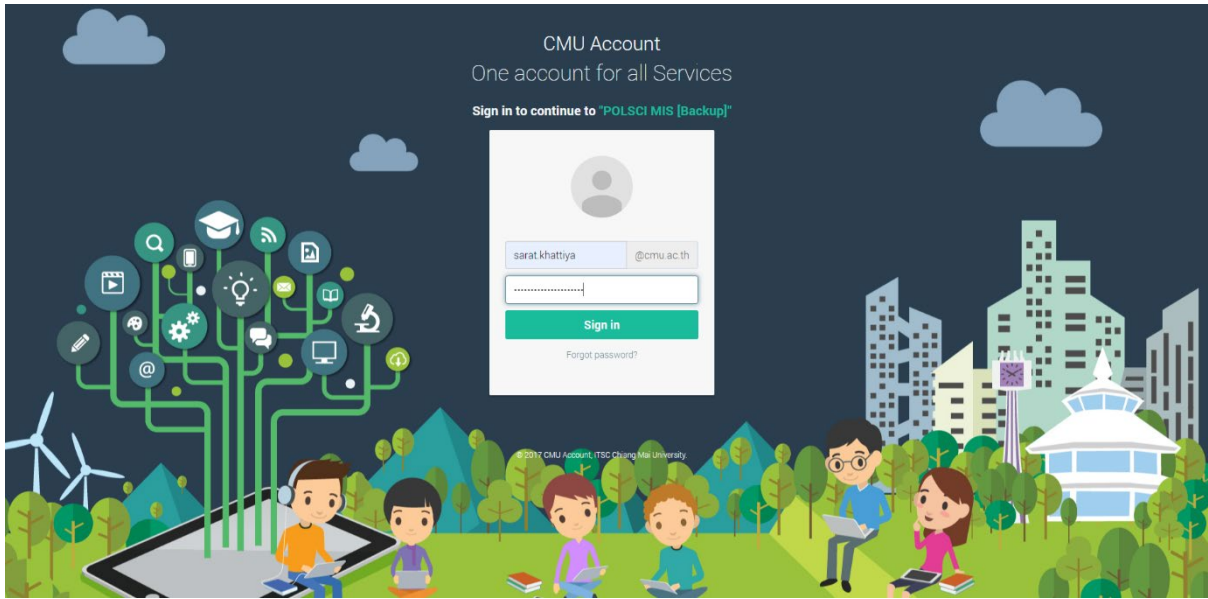 CMU Account
One account for all Services
Sign in to continue to "POLSCI MIS [Backup]"
sarat.khattiya @cmu.ac.th
Sign in
Forgot password?
© 2017 CMU Account, ITSC Chiang Mai University.
@